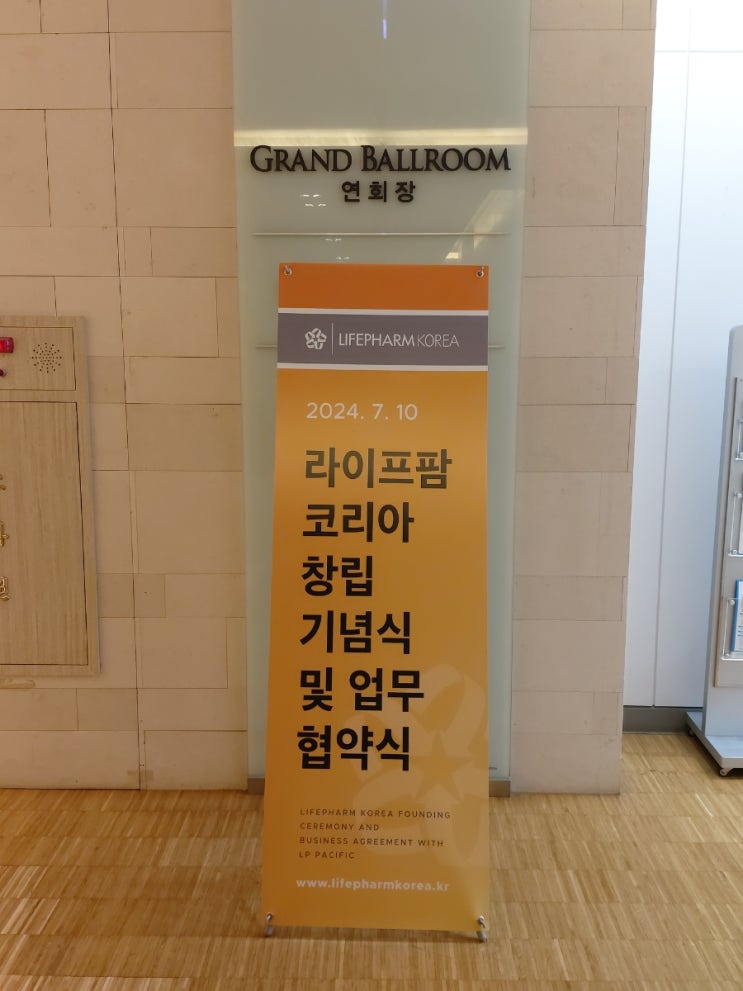 GRAND BALLROOM
연회장
LIFEPHARM KOREA
2024. 7. 10
라이프팜
코리아
창립
기념식
및 업무
협약식
LIFEPHARM KOREA FOUNDING
CEREMONY AND
BUSINESS AGREEMENT WITH
LP PACIFIC
www.lifepharmkorea.kr